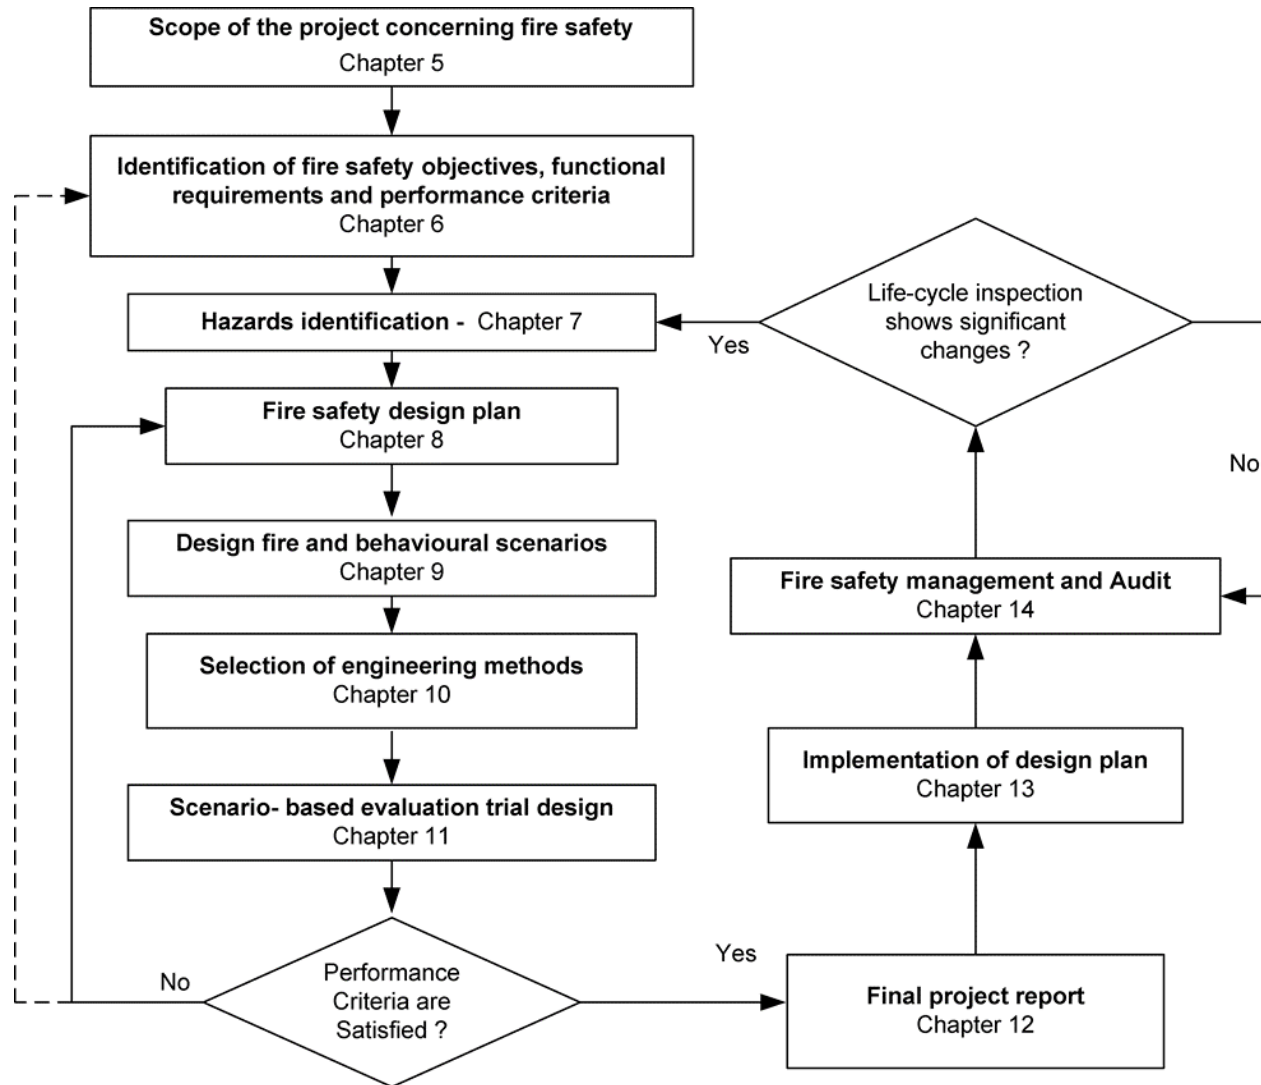 Scope of the project concerning fire safety
Chapter 5
Identification of fire safety objectives, functional
requirements and performance criteria
Chapter 6
Hazards identification - Chapter 7
Fire safety design plan
Chapter 8
Design fire and behavioural scenarios
Chapter 9
Selection of engineering methods
Chapter 10
Scenario- based evaluation trial design
Chapter 11
Performance
Criteria are
Satisfied ?
No
Yes
Final project report
Chapter 12
Implementation of design plan
Chapter 13
Fire safety management and Audit
Chapter 14
Life-cycle inspection
shows significant
changes ?
Yes
No